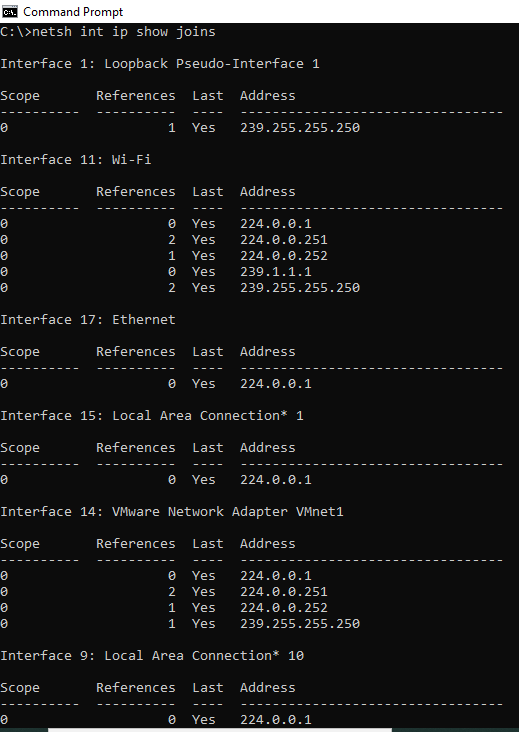 Command Prompt
C:\>netsh int ip show joins
Interface 1: Loopback Pseudo-Interface 1
Scope       References  Last  Address
----------  ----------  ----  ---------------------------------
0                    1  Yes   239.255.255.250
Interface 11: Wi-Fi
Scope       References  Last  Address
----------  ----------  ----  ---------------------------------
0                    0  Yes   224.0.0.1
0                    2  Yes   224.0.0.251
0                    1  Yes   224.0.0.252
0                    0  Yes   239.1.1.1
0                    2  Yes   239.255.255.250
Interface 17: Ethernet
Scope       References  Last  Address
----------  ----------  ----  ---------------------------------
0                    0  Yes   224.0.0.1
Interface 15: Local Area Connection* 1
Scope       References  Last  Address
----------  ----------  ----  ---------------------------------
0                    0  Yes   224.0.0.1
Interface 14: VMware Network Adapter VMnet1
Scope       References  Last  Address
----------  ----------  ----  ---------------------------------
0                    0  Yes   224.0.0.1
0                    2  Yes   224.0.0.251
0                    1  Yes   224.0.0.252
0                    1  Yes   239.255.255.250
Interface 9: Local Area Connection* 10
Scope       References  Last  Address
----------  ----------  ----  ---------------------------------
0                    0  Yes   224.0.0.1